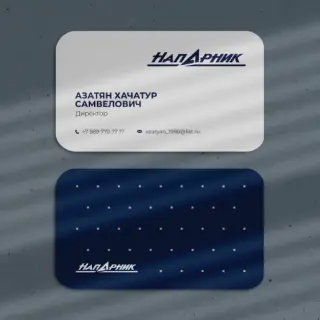 НАПАРНИК
АЗАТЯН ХАЧАТУР
САМВЕЛОВИЧ
Директор
НАПАРНИК